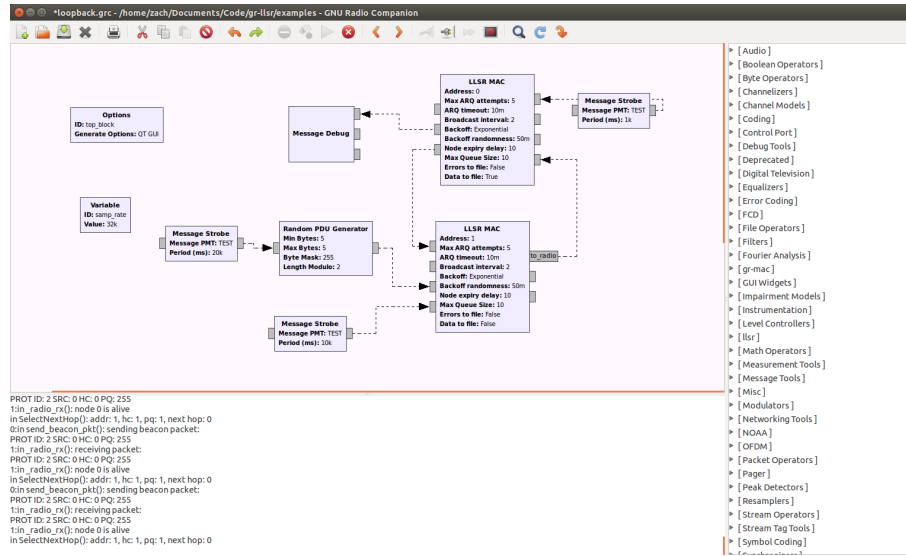 *loopback.grc - /home/zach/Documents/Code/gr-llsr/examples - GNU Radio Companion
Options
ID: top_block
Generate Options: QT GUI
Variable
ID: samp_rate
Value: 32k
Message Debug
LLSR MAC
Address: 0
Max ARQ attempts: 5
ARQ timeout: 10m
Broadcast interval: 2
Backoff: Exponential
Backoff randomness: 50m
Node expiry delay: 10
Max Queue Size: 10
Errors to file: False
Data to file: True
Message Strobe
Message PMT: TEST
Period (ms): 1k
Message Strobe
Message PMT: TEST
Period (ms): 20k
Random PDU Generator
Min Bytes: 5
Max Bytes: 5
Byte Mask: 255
Length Modulo: 2
LLSR MAC
Address: 1
Max ARQ attempts: 5
ARQ timeout: 10m
Broadcast interval: 2
Backoff: Exponential
Backoff randomness: 50m
Node expiry delay: 10
Max Queue Size: 10
Errors to file: False
Data to file: False
to_radio
Message Strobe
Message PMT: TEST
Period (ms): 10k
PROT ID: 2 SRC: 0 HC: 0 PQ: 255
1:in_radio_rx(): node 0 is alive
in SelectNextHop(): addr: 1, hc: 1, pq: 1, next hop: 0
0:in send_beacon_pkt(): sending beacon packet:
PROT ID: 2 SRC: 0 HC: 0 PQ: 255
1:in_radio_rx(): receiving packet:
PROT ID: 2 SRC: 0 HC: 0 PQ: 255
1:in_radio_rx(): node 0 is alive
in SelectNextHop(): addr: 1, hc: 1, pq: 1, next hop: 0
0:in send_beacon_pkt(): sending beacon packet:
PROT ID: 2 SRC: 0 HC: 0 PQ: 255
1:in_radio_rx(): receiving packet:
PROT ID: 2 SRC: 0 HC: 0 PQ: 255
1:in_radio_rx(): node 0 is alive
in SelectNextHop(): addr: 1, hc: 1, pq: 1, next hop: 0
[ Audio ]
[ Boolean Operators ]
[ Byte Operators ]
[ Channelizers ]
[ Channel Models ]
[ Coding ]
[ Control Port ]
[ Debug Tools ]
[ Deprecated ]
[ Digital Television ]
[ Equalizers ]
[ Error Coding ]
[ FCD ]
[ File Operators ]
[ Filters ]
[ Fourier Analysis ]
[ gr-mac ]
[ GUI Widgets ]
[ Impairment Models ]
[ Instrumentation ]
[ Level Controllers ]
[ llsr ]
[ Math Operators ]
[ Measurement Tools ]
[ Message Tools ]
[ Misc ]
[ Modulators ]
[ Networking Tools ]
[ NOAA ]
[ OFDM ]
[ Packet Operators ]
[ Pager ]
[ Peak Detectors ]
[ Resamplers ]
[ Stream Operators ]
[ Stream Tag Tools ]
[ Symbol Coding ]